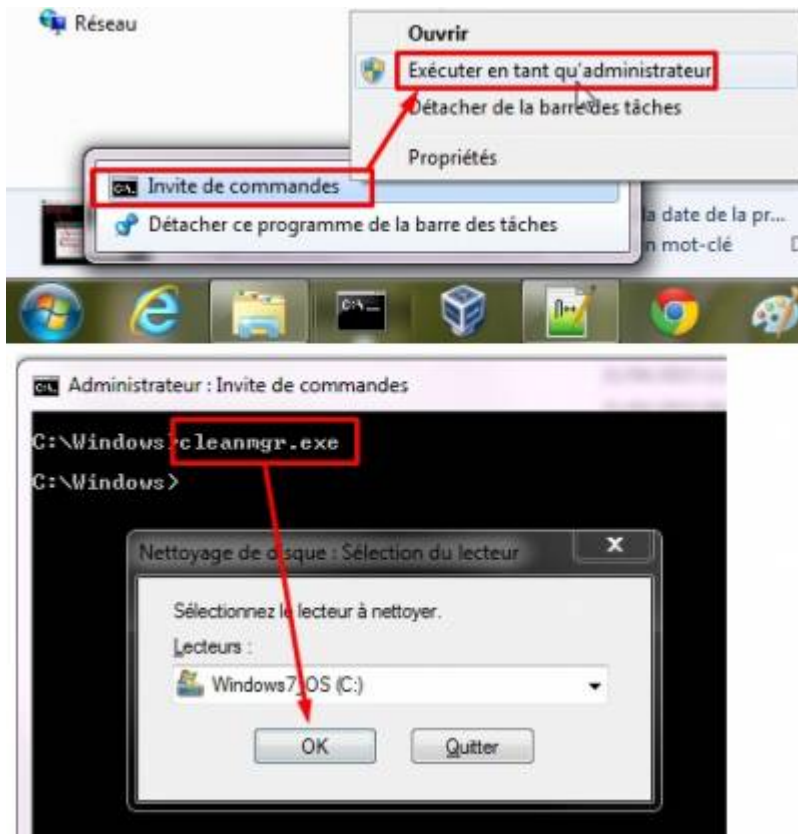 Réseau
Ouvrir
Exécuter en tant qu'administrateur
Détacher de la barre des tâches
Propriétés
Invite de commandes
Détacher ce programme de la barre des tâches
la date de la pr...
n mot-clé
Administrateur : Invite de commandes
C:\Windows>cleanmgr.exe
C:\Windows>
Nettoyage de disque : Sélection du lecteur
Sélectionnez le lecteur à nettoyer.
Lecteurs :
Windows7_OS (C:)
OK
Quitter